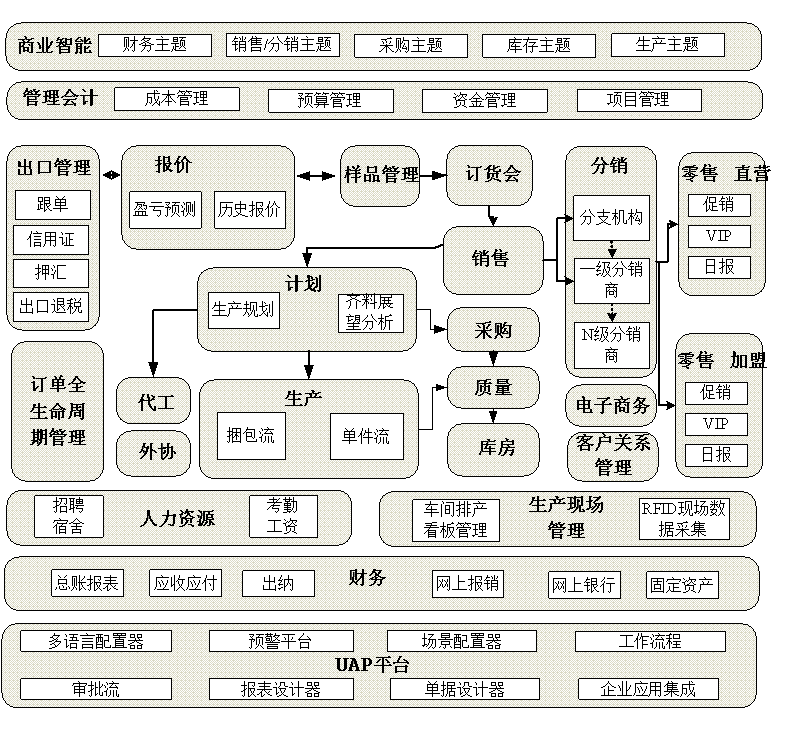 商业智能
财务主题
销售/分销主题
采购主题
库存主题
生产主题
管理会计
成本管理
预算管理
资金管理
项目管理
出口管理
跟单
信用证
押汇
出口退税
报价
盈亏预测
历史报价
样品管理
订货会
销售
分销
分支机构
一级分销
商
N级分销
商
零售 直营
促销
VIP
日报
计划
生产规划
齐料展
望分析
采购
质量
库房
订单全
生命周
期管理
代工
外协
生产
捆包流
单件流
电子商务
客户关系
管理
零售 加盟
促销
VIP
日报
人力资源
招聘
宿舍
考勤
工资
生产现场
管理
车间排产
看板管理
RFID现场数
据采集
财务
总账报表
应收应付
出纳
网上报销
网上银行
固定资产
多语言配置器
预警平台
场景配置器
工作流程
UAP平台
审批流
报表设计器
单据设计器
企业应用集成